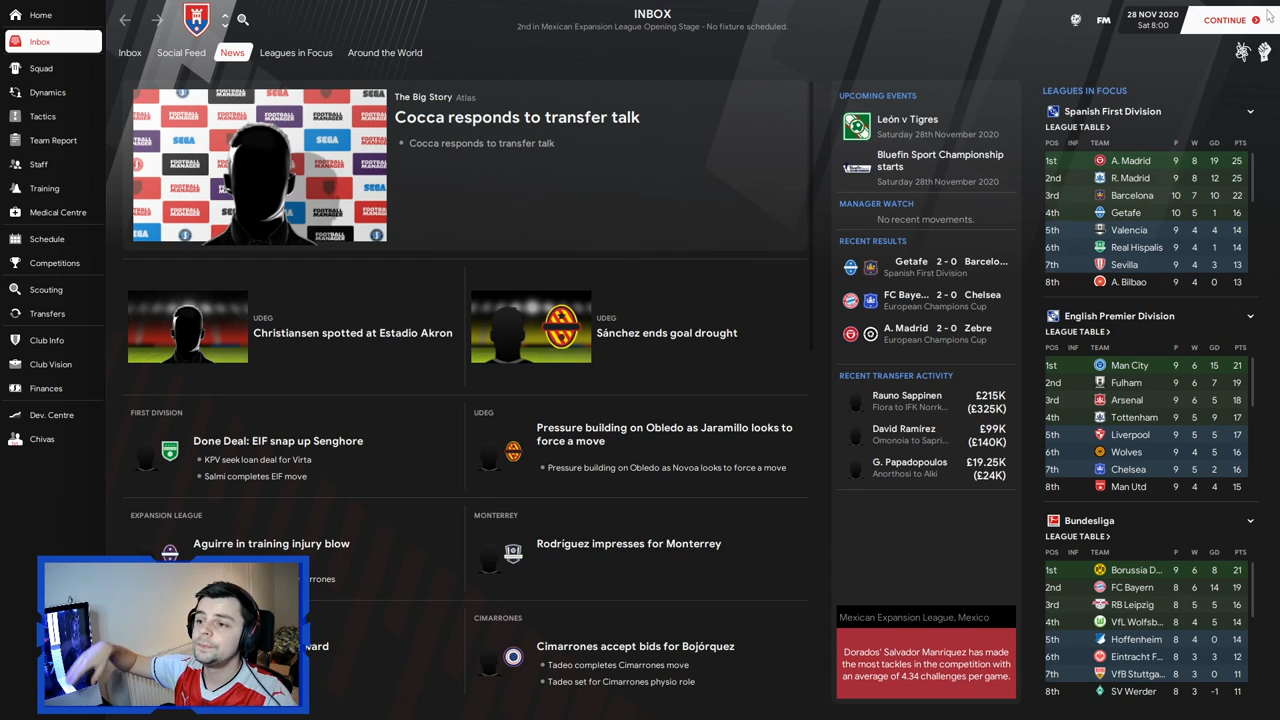 Home
Inbox
Squad
Dynamics
Tactics
Team Report
Staff
Training
Medical Centre
Schedule
Competitions
Scouting
Transfers
Club Info
Club Vision
Finances
Dev. Centre
Chivas
INBOX
2nd in Mexican Expansion League Opening Stage - No fixture scheduled.
FM
28 NOV 2020
Sat 8:00
CONTINUE
Inbox
Social Feed
News
Leagues in Focus
Around the World
The Big Story Atlas
Cocca responds to transfer talk
Cocca responds to transfer talk
UDEG
Christiansen spotted at Estadio Akron
UDEG
Sánchez ends goal drought
FIRST DIVISION
Done Deal: EIF snap up Senghore
KPV seek loan deal for Virta
Salmi completes EIF move
UDEG
Pressure building on Obledo as Jaramillo looks to
force a move
Pressure building on Obledo as Novoa looks to force a move
EXPANSION LEAGUE
Aguirre in training injury blow
MONTERREY
Rodríguez impresses for Monterrey
CIMARRONES
Cimarrones accept bids for Bojórquez
Tadeo completes Cimarrones move
Tadeo set for Cimarrones physio role
UPCOMING EVENTS
León v Tigres
Saturday 28th November 2020
Bluefin Sport Championship
starts
Saturday 28th November 2020
MANAGER WATCH
No recent movements.
RECENT RESULTS
Getafe 2 - 0 Barcelo...
Spanish First Division
FC Baye... 2 - 0 Chelsea
European Champions Cup
A. Madrid 2 - 0 Zebre
European Champions Cup
RECENT TRANSFER ACTIVITY
Rauno Sappinen £215K
Flora to IFK Norrk... (£325K)
David Ramírez £99K
Omonoia to Sapri... (£140K)
G. Papadopoulos £19.25K
Anorthosi to Alki (£24K)
Mexican Expansion League, Mexico
Dorados' Salvador Manriquez has made
the most tackles in the competition with
an average of 4.34 challenges per game.
LEAGUES IN FOCUS
Spanish First Division
LEAGUE TABLE >
POS INF TEAM P W GD PTS
1st A. Madrid 9 8 19 25
2nd R. Madrid 9 8 12 25
3rd Barcelona 10 7 10 22
4th Getafe 10 5 1 16
5th Valencia 9 4 4 14
6th Real Hispalis 9 4 1 14
7th Sevilla 9 4 3 13
8th A. Bilbao 9 4 0 13
English Premier Division
LEAGUE TABLE >
POS INF TEAM P W GD PTS
1st Man City 9 6 15 21
2nd Fulham 9 6 7 19
3rd Arsenal 9 6 5 18
4th Tottenham 9 5 9 17
5th Liverpool 9 5 5 17
6th Wolves 9 4 5 16
7th Chelsea 9 5 2 16
8th Man Utd 9 4 4 15
Bundesliga
LEAGUE TABLE >
POS INF TEAM P W GD PTS
1st Borussia D... 9 6 8 21
2nd FC Bayern 8 6 14 19
3rd RB Leipzig 8 5 5 16
4th VfL Wolfsb... 8 4 5 14
5th Hoffenheim 8 4 0 14
6th Eintracht F... 8 3 3 12
7th VfB Stuttga... 8 3 0 11
8th SV Werder 8 3 -1 11